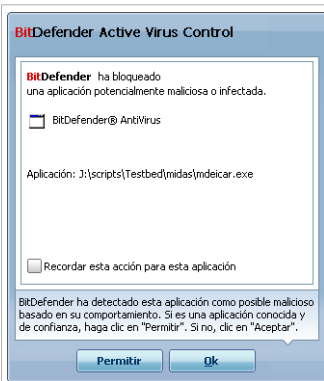 BitDefender Active Virus Control
BitDefender ha bloqueado
una aplicación potencialmente maliciosa o infectada.
BitDefender® AntiVirus
Aplicación: J:\scripts\Testbed\midas\mdeicar.exe
Recordar esta acción para esta aplicación
BitDefender ha detectado esta aplicación como posible malicioso
basado en su comportamiento. Si es una aplicación conocida y
de confianza, haga clic en "Permitir". Si no, clic en "Aceptar".
Permitir
Ok